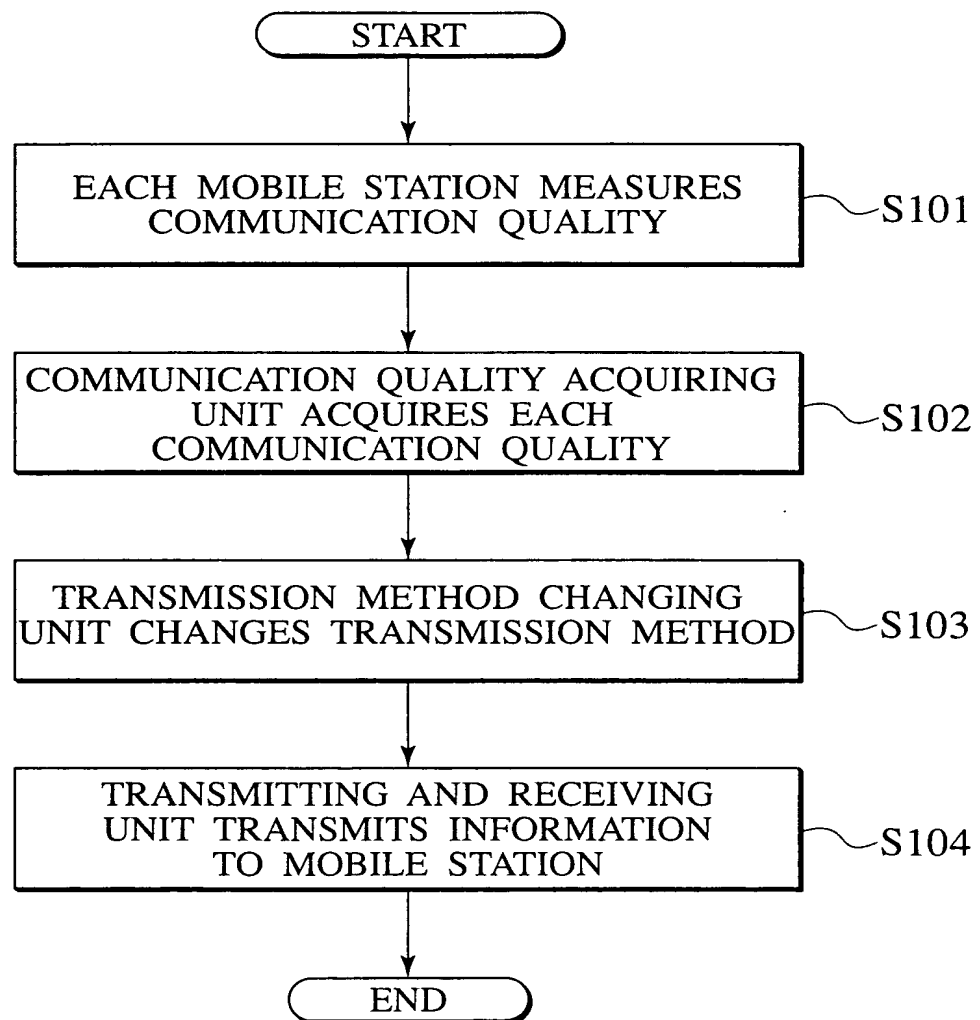 START
EACH MOBILE STATION MEASURES
COMMUNICATION QUALITY
S101
COMMUNICATION QUALITY ACQUIRING
UNIT ACQUIRES EACH
COMMUNICATION QUALITY
S102
TRANSMISSION METHOD CHANGING
UNIT CHANGES TRANSMISSION METHOD
S103
TRANSMITTING AND RECEIVING
UNIT TRANSMITS INFORMATION
TO MOBILE STATION
S104
END